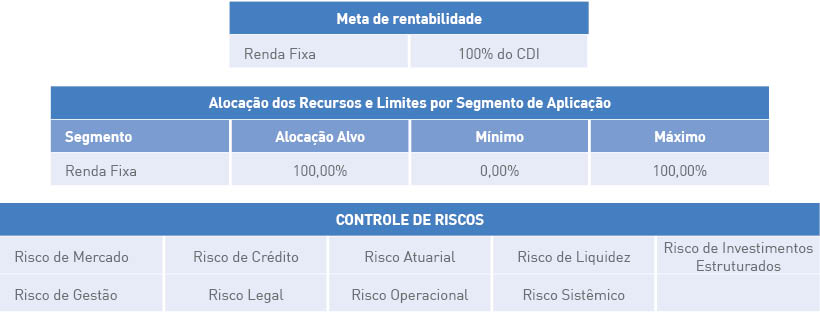 Meta de rentabilidade
Renda Fixa 100% do CDI
Alocação dos Recursos e Limites por Segmento de Aplicação
Segmento Alocação Alvo Mínimo Máximo
Renda Fixa 100,00% 0,00% 100,00%
CONTROLE DE RISCOS
Risco de Mercado Risco de Crédito Risco Atuarial Risco de Liquidez Risco de Investimentos
Estruturados
Risco de Gestão Risco Legal Risco Operacional Risco Sistêmico